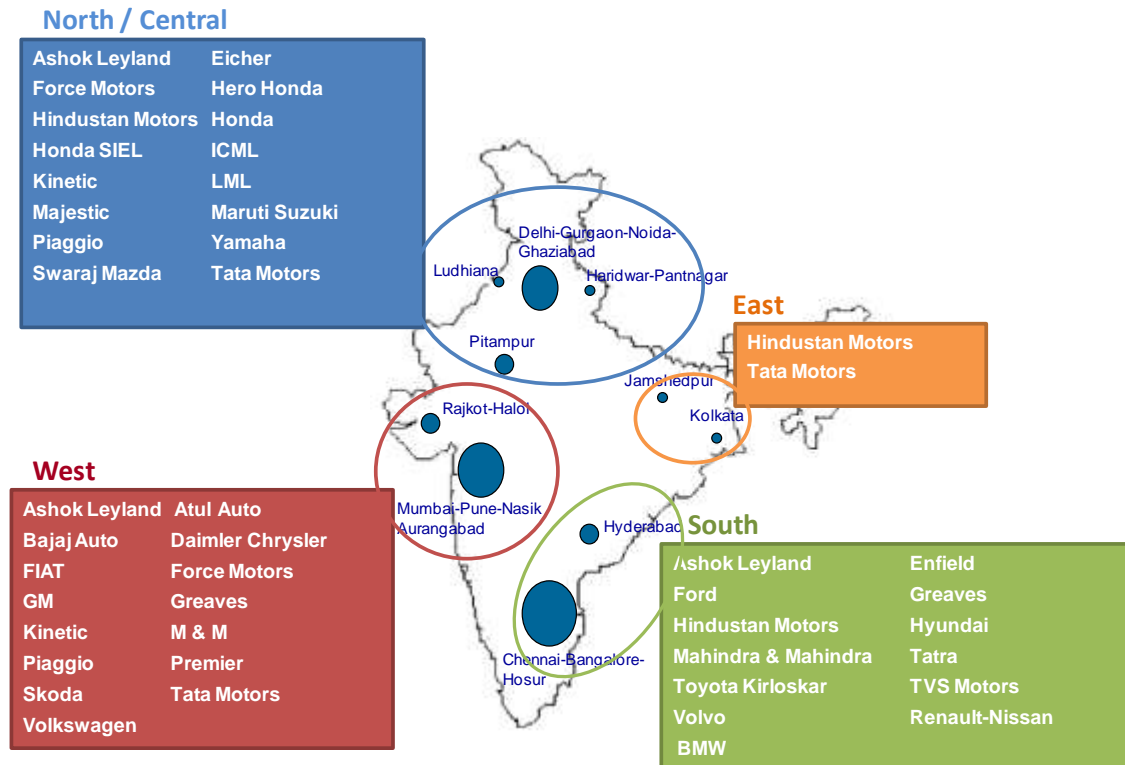 North / Central
Ashok Leyland Eicher
Force Motors Hero Honda
Hindustan Motors Honda
Honda SIEL ICML
Kinetic LML
Majestic Maruti Suzuki
Piaggio Yamaha
Swaraj Mazda Tata Motors
Delhi-Gurgaon-Noida-
Ghaziabad
Ludhiana
Haridwar-Pantnagar
Pitampur
East
Hindustan Motors
Tata Motors
Jamshedpur
Kolkata
Rajkot-Halol
Mumbai-Pune-Nasik
Aurangabad
West
Ashok Leyland Atul Auto
Bajaj Auto Daimler Chrysler
FIAT Force Motors
GM Greaves
Kinetic M & M
Piaggio Premier
Skoda Tata Motors
Volkswagen
Hyderabad
Chennai-Bangalore-
Hosur
South
Ashok Leyland Enfield
Ford Greaves
Hindustan Motors Hyundai
Mahindra & Mahindra Tatra
Toyota Kirloskar TVS Motors
Volvo Renault-Nissan
BMW